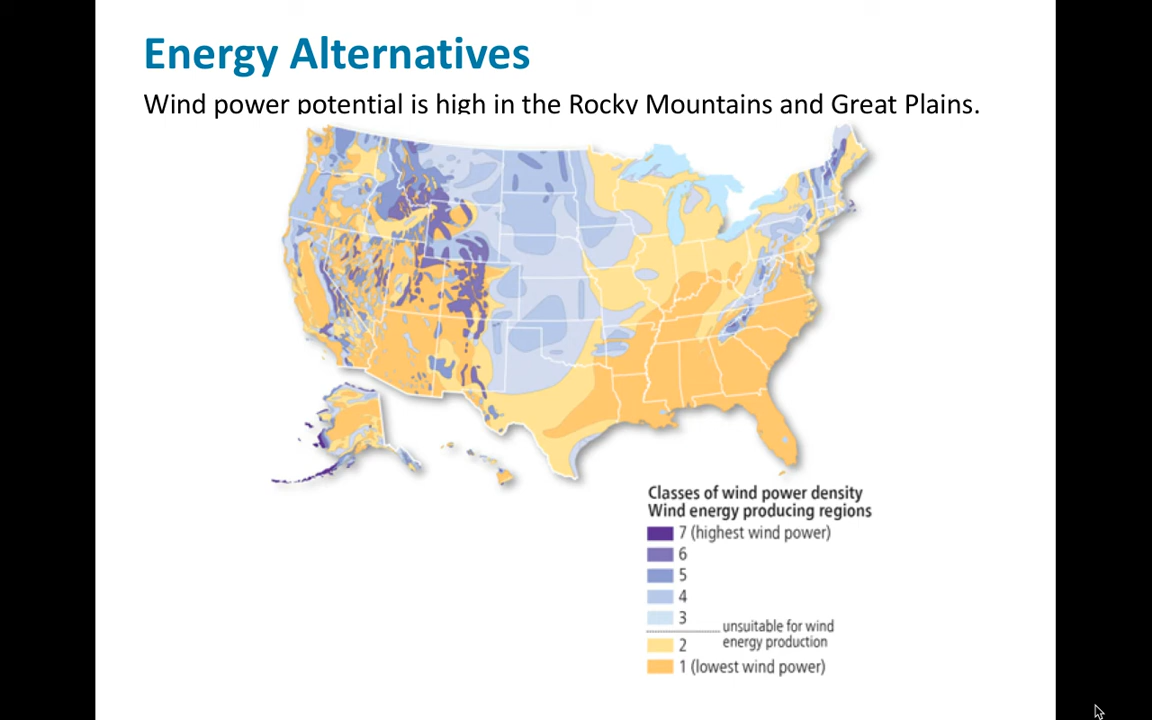 Energy Alternatives
Wind power potential is high in the Rocky Mountains and Great Plains.
Classes of wind power density
Wind energy producing regions
7 (highest wind power)
6
5
4
3
unsuitable for wind
energy production
2
1 (lowest wind power)